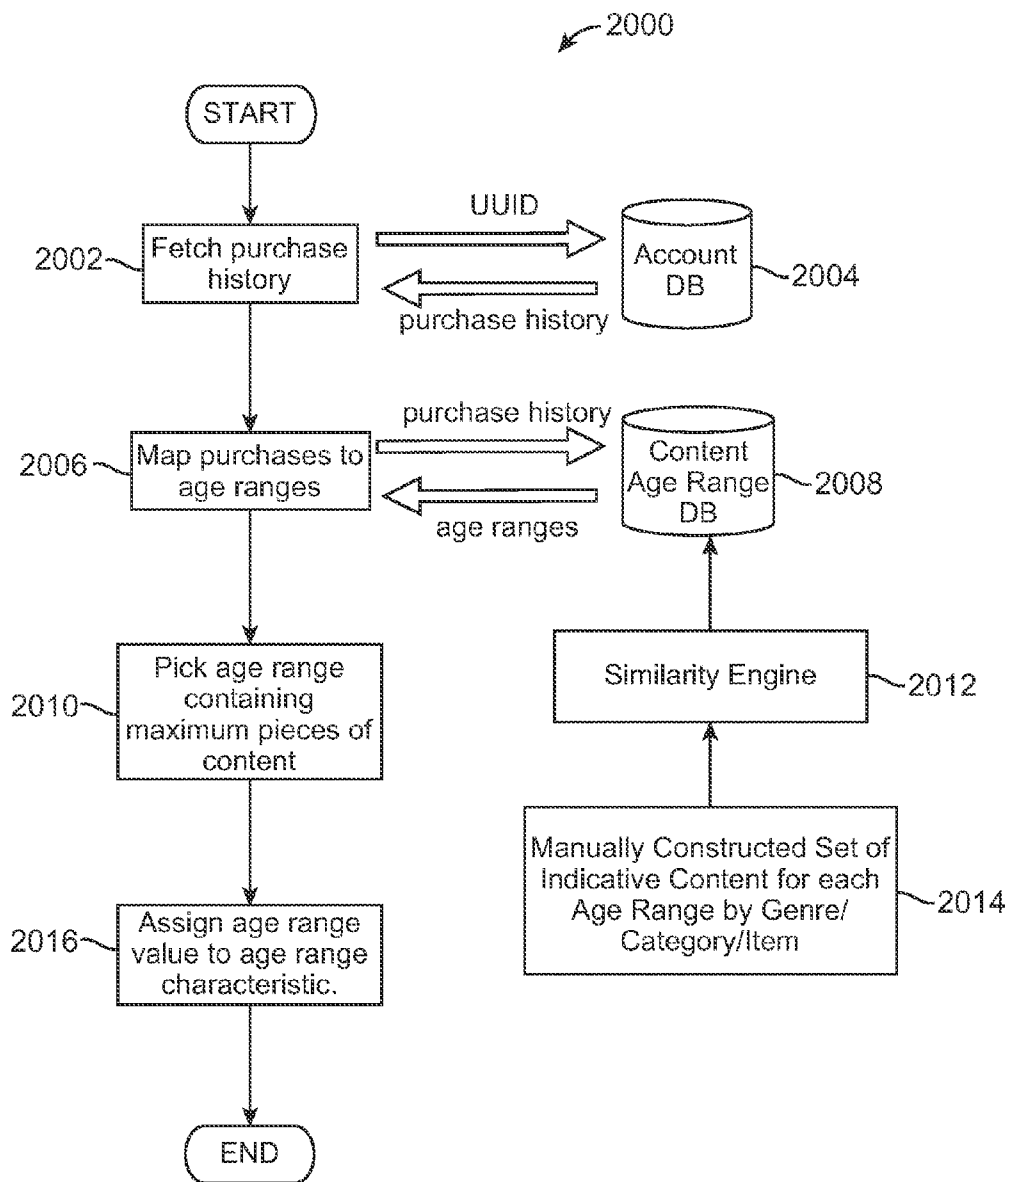 2000
START
UUID
2002
Fetch purchase
history
Account
DB
2004
purchase history
purchase history
2006
Map purchases to
age ranges
Content
Age Range
DB
2008
age ranges
2010
Pick age range
containing
maximum pieces of
content
Similarity Engine
2012
Manually Constructed Set of
Indicative Content for each
Age Range by Genre/
Category/Item
2014
2016
Assign age range
value to age range
characteristic.
END